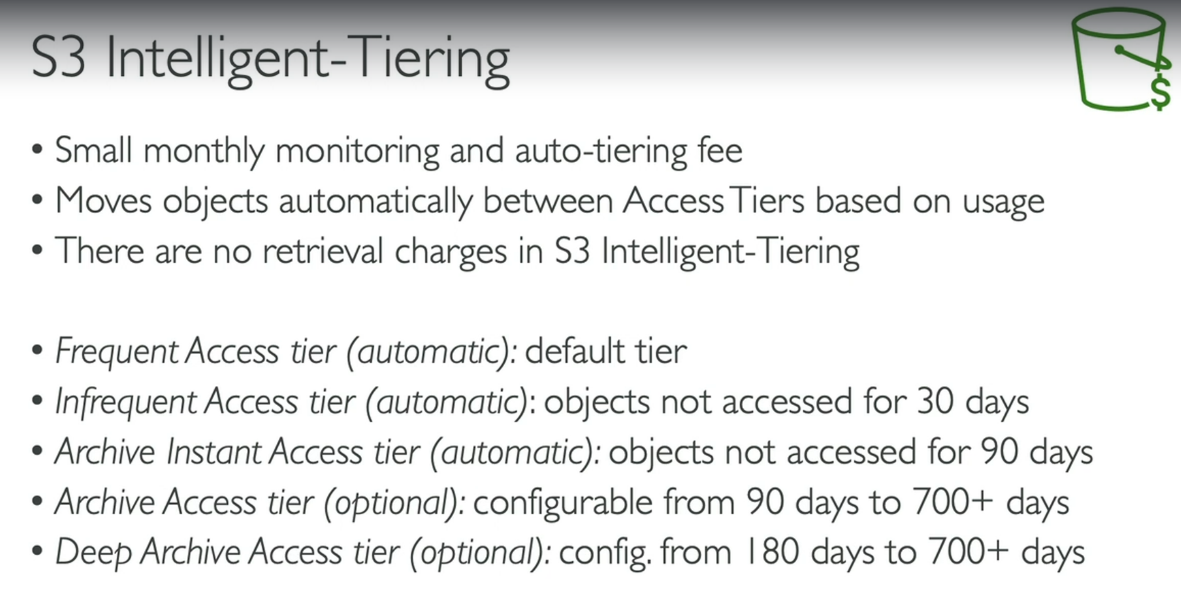 S3 Intelligent-Tiering
$
• Small monthly monitoring and auto-tiering fee
• Moves objects automatically between Access Tiers based on usage
• There are no retrieval charges in S3 Intelligent-Tiering
• Frequent Access tier (automatic): default tier
• Infrequent Access tier (automatic): objects not accessed for 30 days
• Archive Instant Access tier (automatic): objects not accessed for 90 days
• Archive Access tier (optional): configurable from 90 days to 700+ days
• Deep Archive Access tier (optional): config. from 180 days to 700+ days